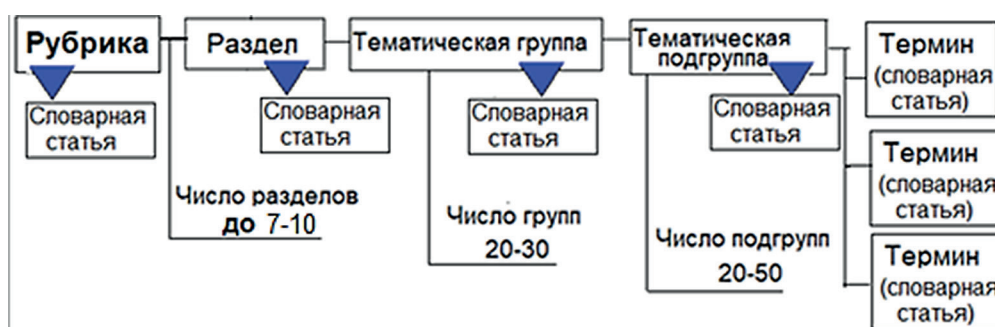 Рубрика
Словарная
статья
Раздел
Словарная
статья
Число разделов
до 7-10
Тематическая группа
Словарная
статья
Число групп
20-30
Тематическая
подгруппа
Словарная
статья
Число подгрупп
20-50
Термин
(словарная
статья)
Термин
(словарная
статья)
Термин
(словарная
статья)